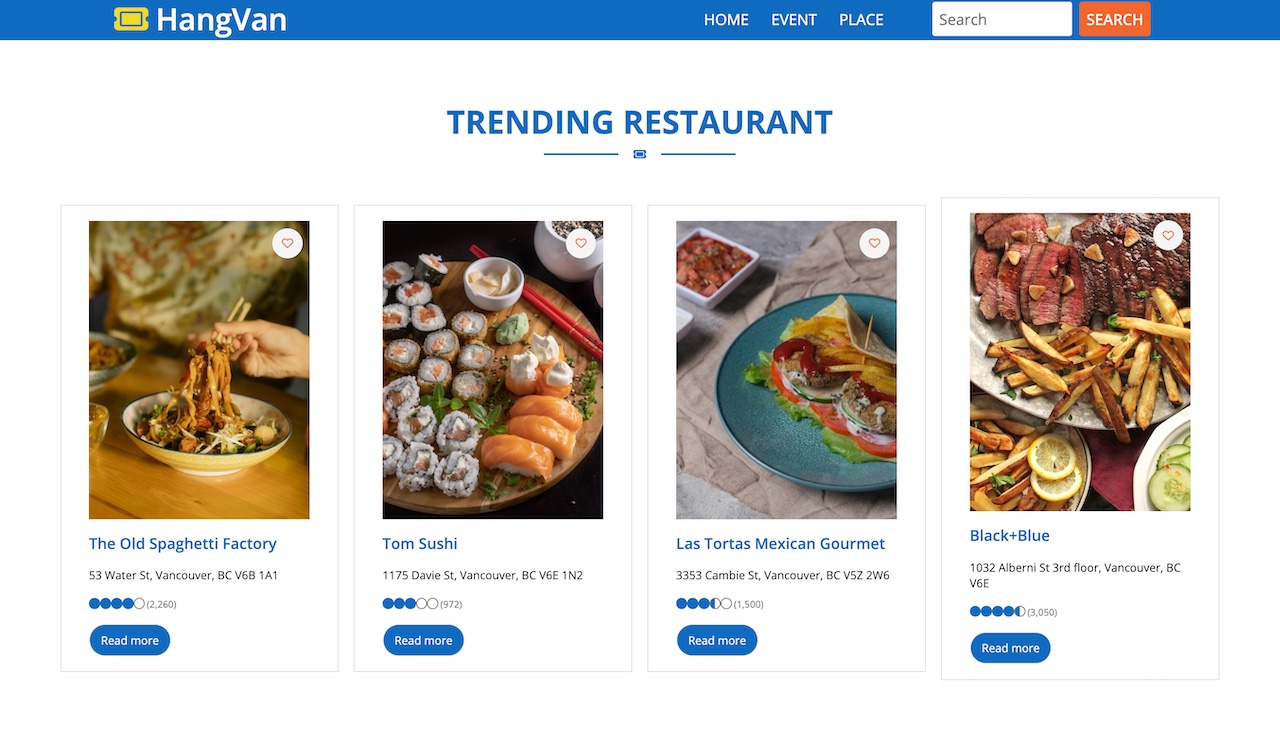 HangVan
HOME EVENT PLACE Search SEARCH
TRENDING RESTAURANT
The Old Spaghetti Factory
53 Water St, Vancouver, BC V6B 1A1
(2,260)
Read more
Tom Sushi
1175 Davie St, Vancouver, BC V6E 1N2
(972)
Read more
Las Tortas Mexican Gourmet
3353 Cambie St, Vancouver, BC V5Z 2W6
(1,500)
Read more
Black+Blue
1032 Alberni St 3rd floor, Vancouver, BC
V6E
(3,050)
Read more